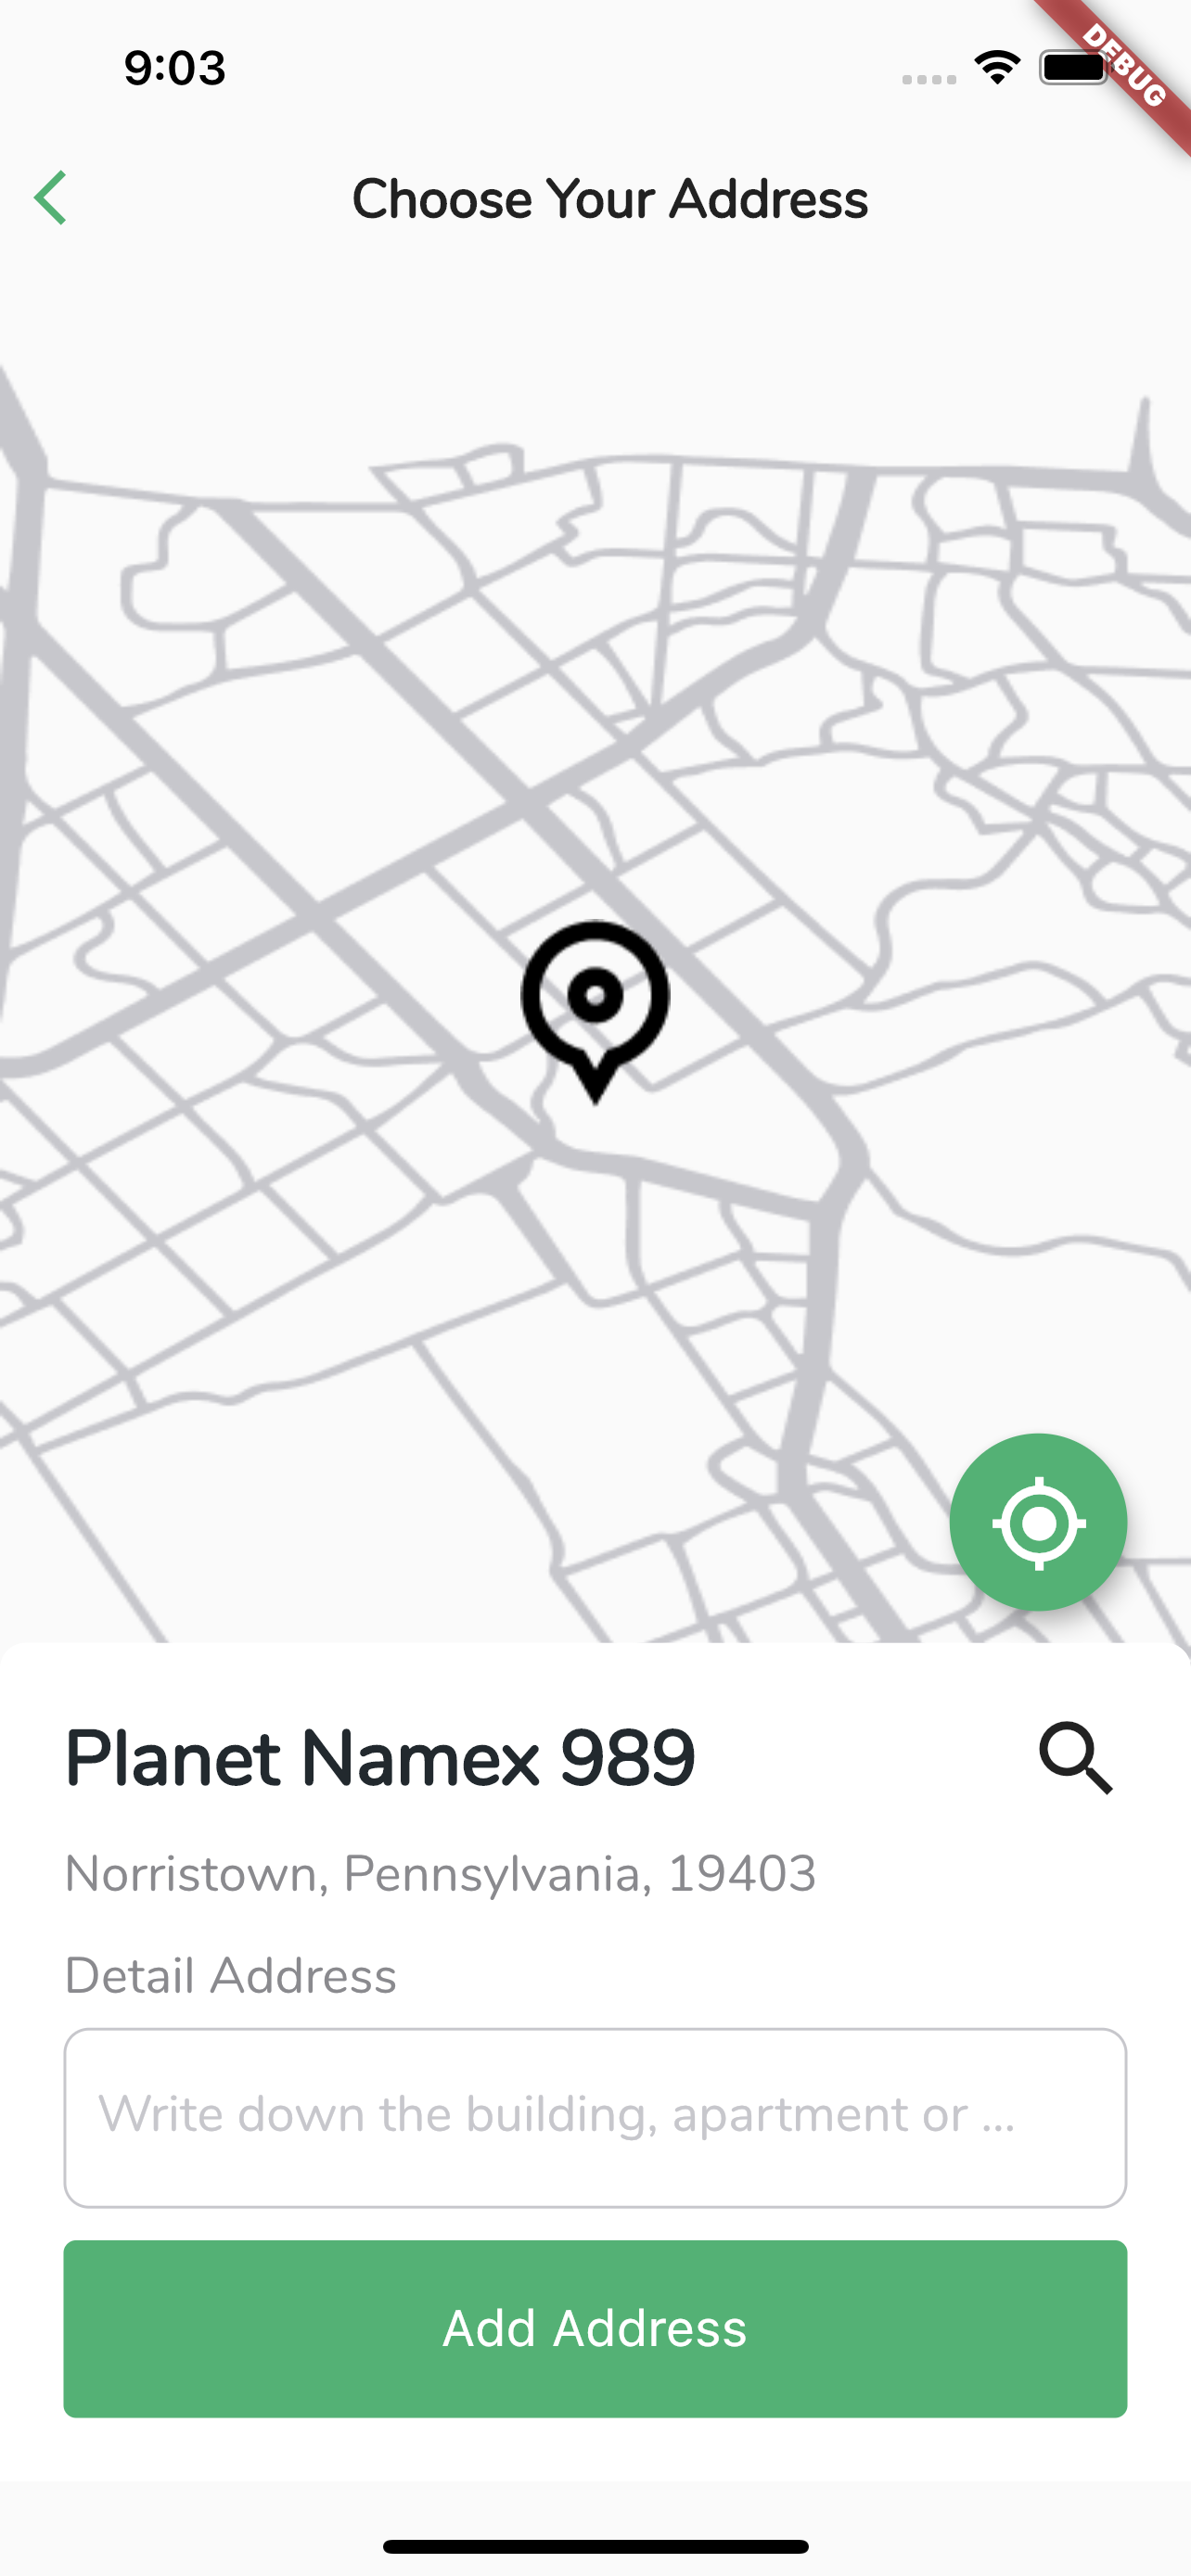 9:03
DEBUG
Choose Your Address
Planet Namex 989
Norristown, Pennsylvania, 19403
Detail Address
Write down the building, apartment or ...
Add Address